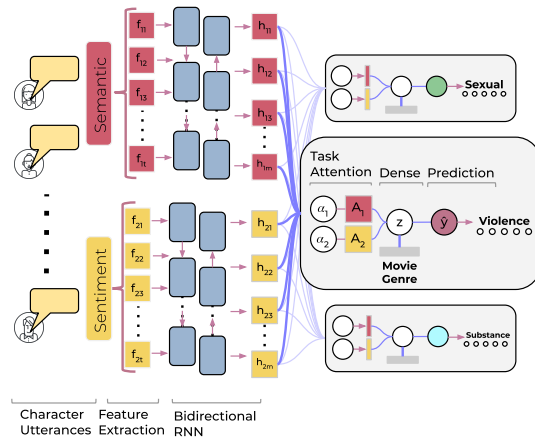 Semantic
f11
f12
f13
f1t
h11
h12
h13
h1m
Sentiment
f21
f22
f23
f2t
h21
h22
h23
h2m
Sexual
Task
Attention
Dense
Prediction
α1
A1
α2
A2
z
ŷ
Violence
Movie
Genre
Substance
Character
Utterances
Feature
Extraction
Bidirectional
RNN